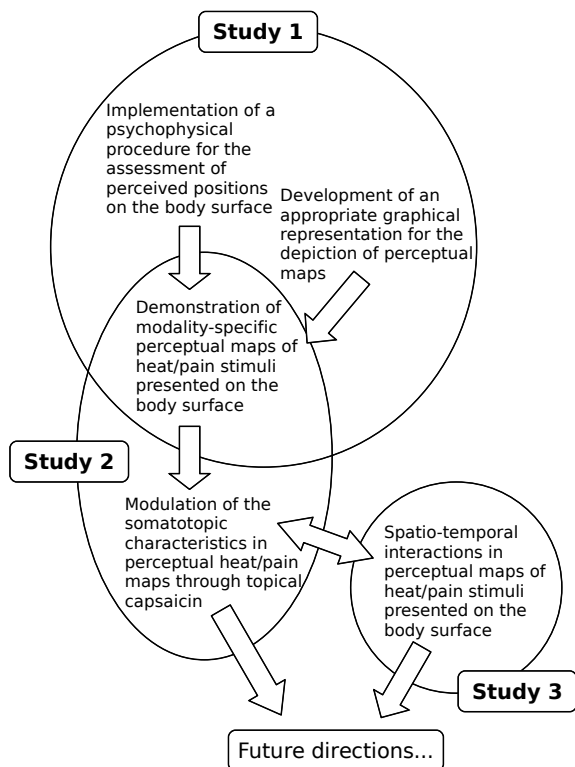 Study 1
Implementation of a
psychophysical
procedure for the
assessment of
perceived positions
on the body surface
Development of an
appropriate graphical
representation for the
depiction of perceptual
maps
Demonstration of
modality-specific
perceptual maps of
heat/pain stimuli
presented on the
body surface
Study 2
Modulation of the
somatotopic
characteristics in
perceptual heat/pain
maps through topical
capsaicin
Spatio-temporal
interactions in
perceptual maps of
heat/pain stimuli
presented on the
body surface
Study 3
Future directions...